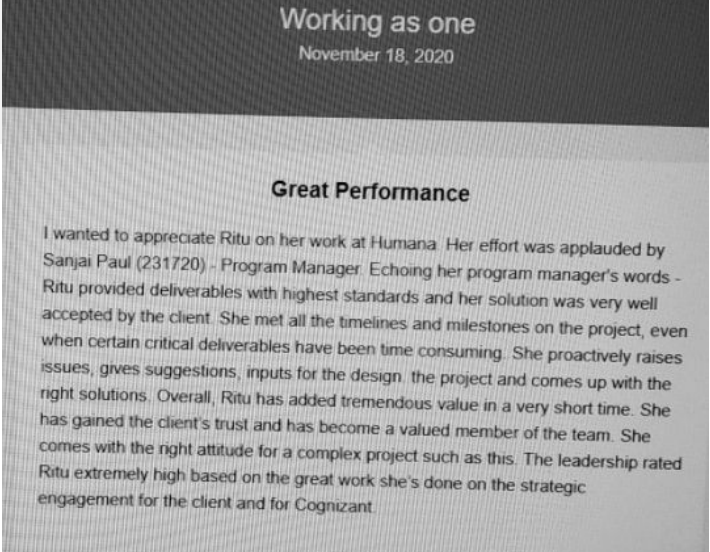 Working as one
November 18, 2020
Great Performance
I wanted to appreciate Ritu on her work at Humana. Her effort was applauded by
Sanjai Paul (231720) - Program Manager. Echoing her program manager's words -
Ritu provided deliverables with highest standards and her solution was very well
accepted by the client. She met all the timelines and milestones on the project, even
when certain critical deliverables have been time consuming. She proactively raises
issues, gives suggestions, inputs for the design the project and comes up with the
right solutions. Overall, Ritu has added tremendous value in a very short time. She
has gained the client's trust and has become a valued member of the team. She
comes with the right attitude for a complex project such as this. The leadership rated
Ritu extremely high based on the great work she's done on the strategic
engagement for the client and for Cognizant.